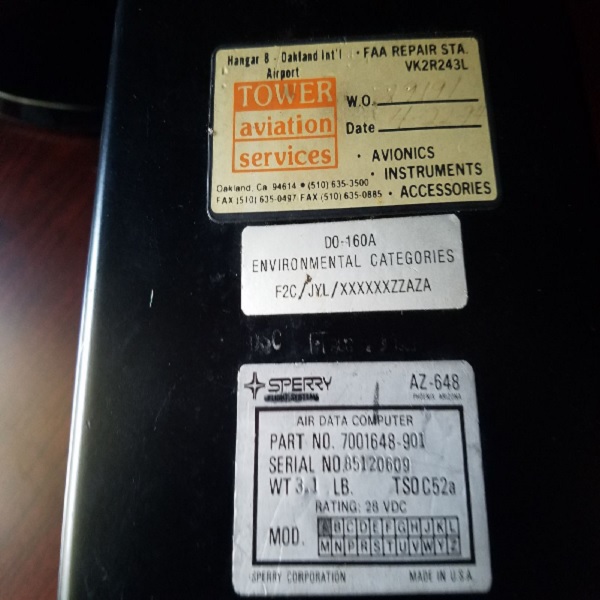 Hangar 8 - Oakland Int'l
Airport
• FAA REPAIR STA.
VK2R243L
TOWER
aviation
services
W.O.
Date
• AVIONICS
• INSTRUMENTS
• ACCESSORIES
Oakland, Ca 94614 • (510) 635-3500
FAX (510) 635-0497 FAX (510) 635-0885
DO-160A
ENVIRONMENTAL CATEGORIES
F2C/JYL/XXXXXXZZAZA
SPERRY
FLIGHT SYSTEMS
AZ-648
PHOENIX, ARIZONA
AIR DATA COMPUTER
PART NO. 7001648-901
SERIAL NO. 85120609
WT 3.1 LB. TSO C52a
RATING: 28 VDC
MOD.
A B C D E F G H J K L
M N P R S T U V W Y Z
SPERRY CORPORATION
MADE IN U.S.A.